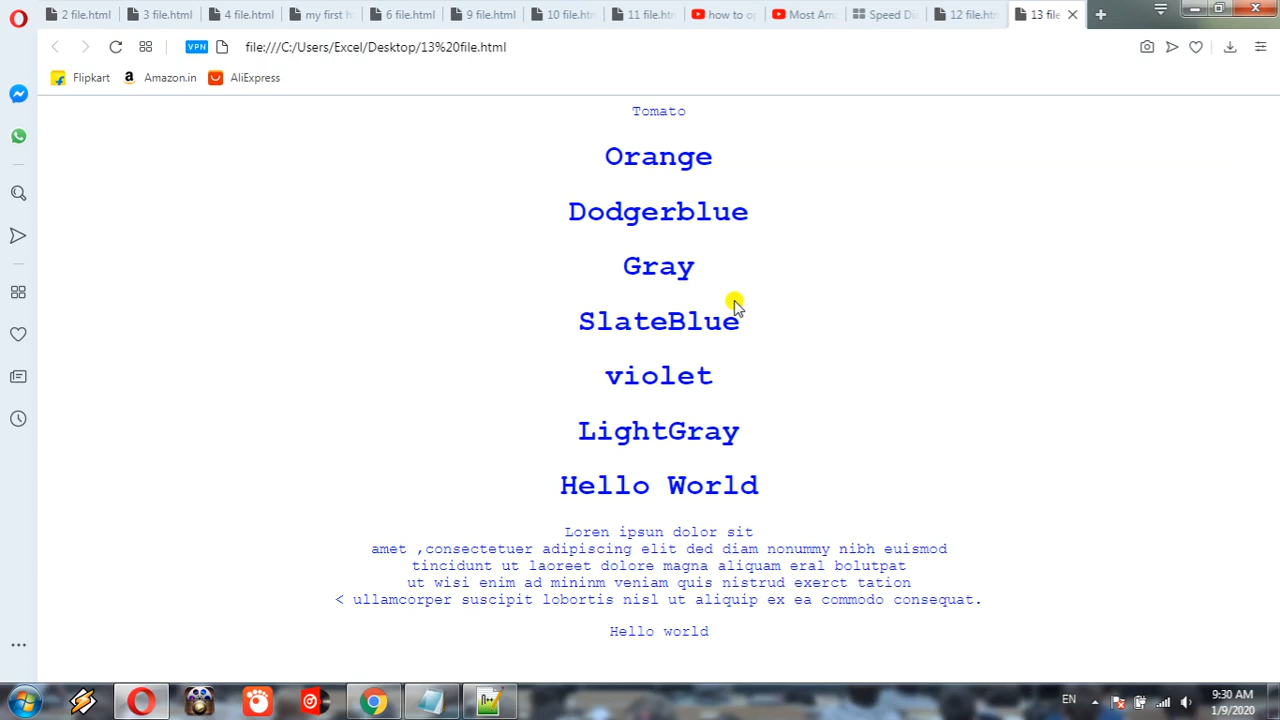 2 file.html
3 file.html
4 file.html
my first h
6 file.html
9 file.html
10 file.htm
11 file.htm
how to op
Most Am
Speed Di
12 file.htm
13 file
VPN
file:///C:/Users/Excel/Desktop/13%20file.html
Flipkart
Amazon.in
AliExpress
Tomato
Orange
Dodgerblue
Gray
SlateBlue
violet
LightGray
Hello World
Loren ipsun dolor sit
amet ,consectetuer adipiscing elit ded diam nonummy nibh euismod
tincidunt ut laoreet dolore magna aliquam eral bolutpat
ut wisi enim ad mininm veniam quis nistrud exerct tation
< ullamcorper suscipit lobortis nisl ut aliquip ex ea commodo consequat.
Hello world
EN
9:30 AM
1/9/2020